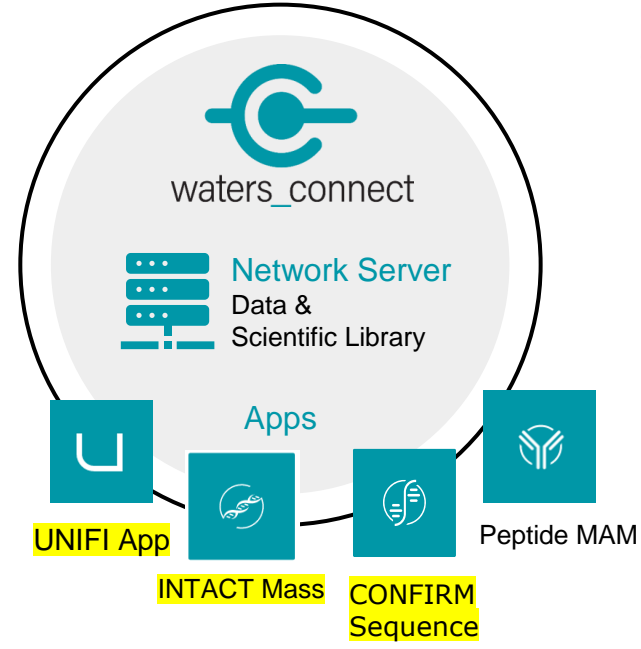 waters_connect
Network Server
Data &
Scientific Library
Apps
UNIFI App
INTACT Mass
CONFIRM
Sequence
Peptide MAM